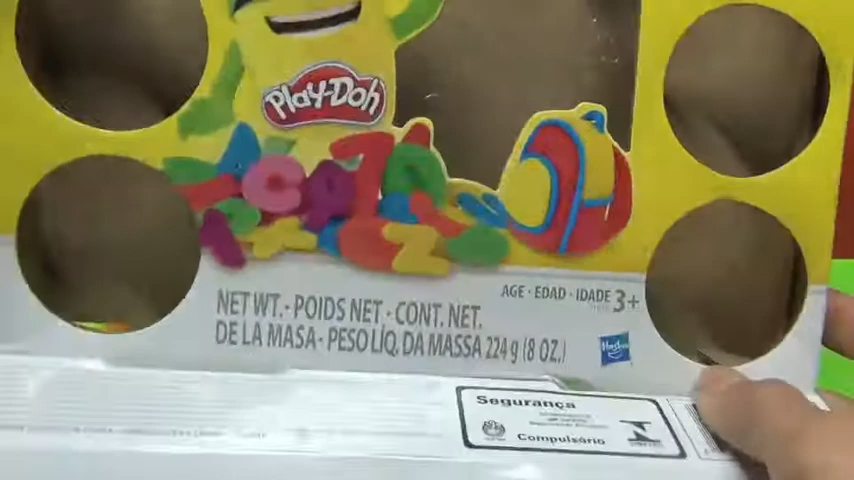 PLAY-DOH
AGE • EDAD • IDADE 3+
NET WT. • POIDS NET • CONT. NET.
DE LA MASA • PESO LÍQ. DA MASSA 224g (8 OZ.)
Hasbro
Segurança
Compulsório